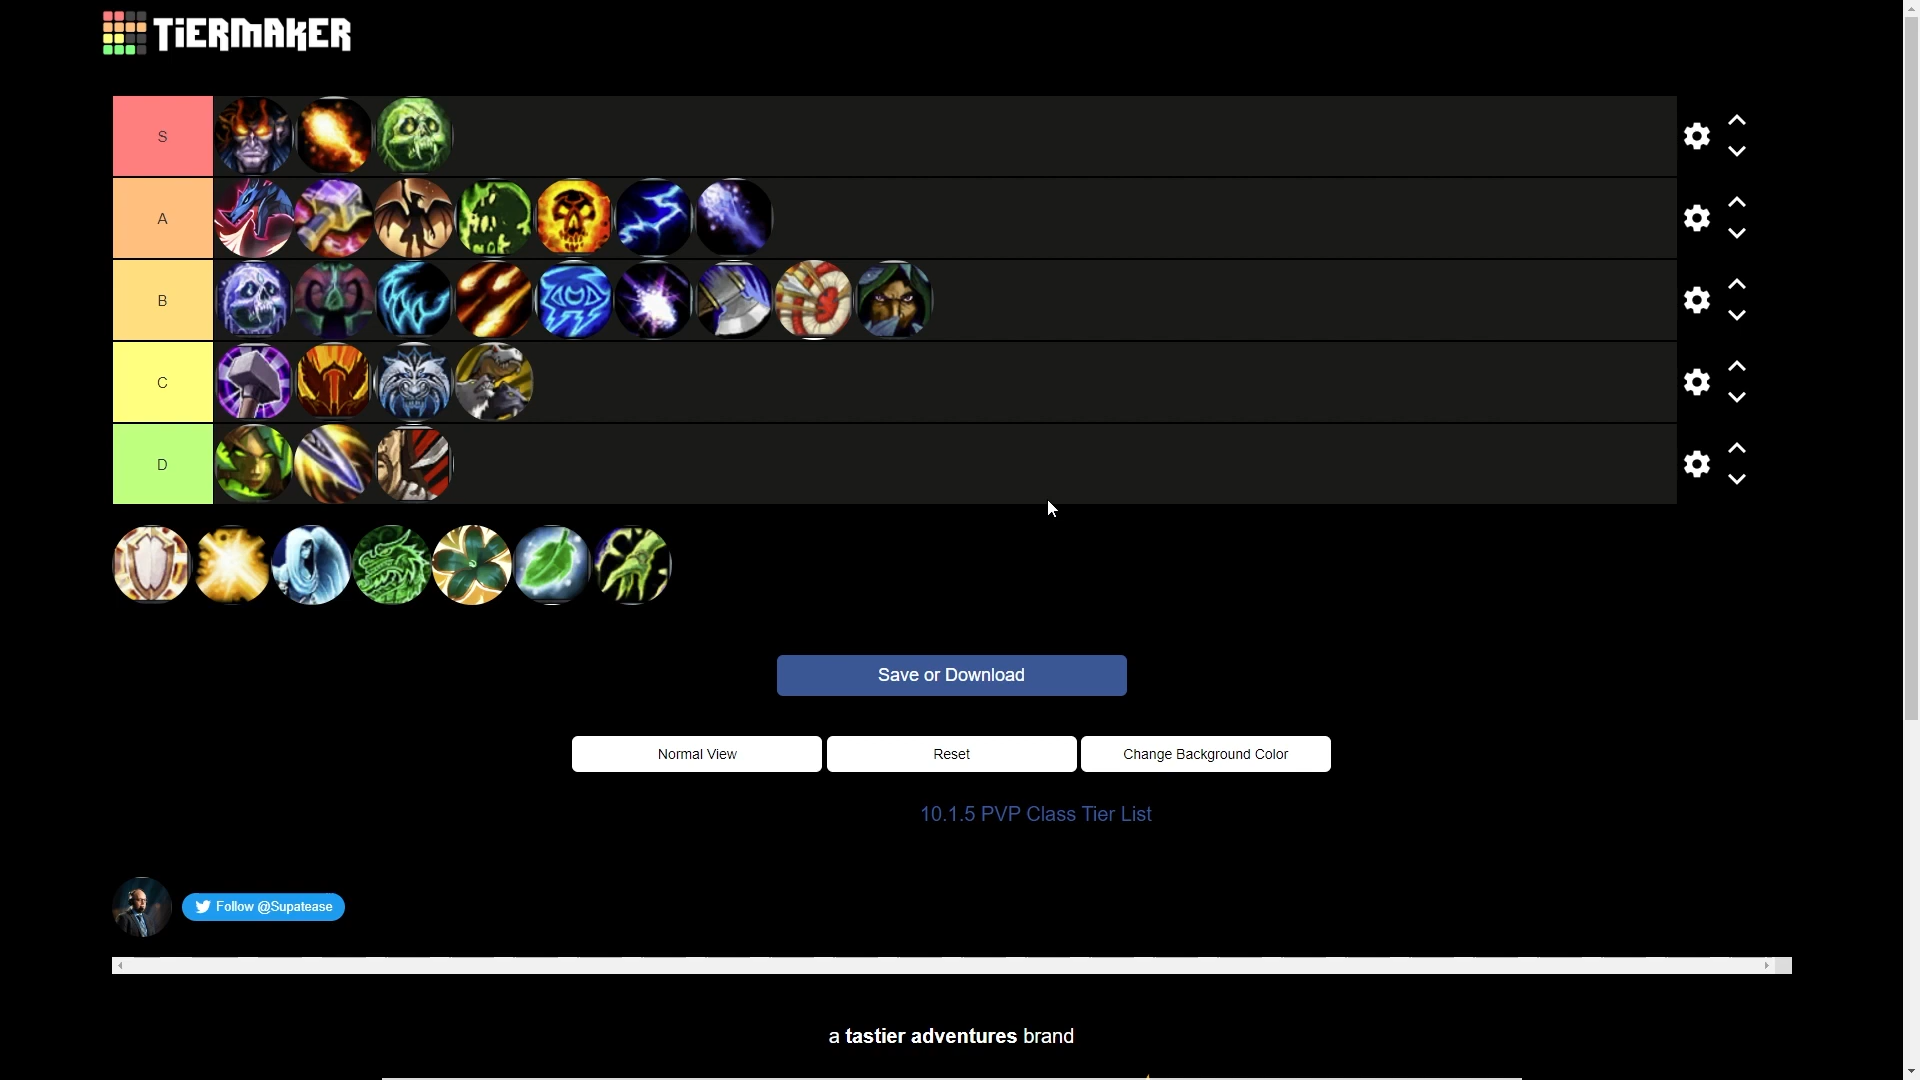 TiERMAKER
S
A
B
C
D
Save or Download
Normal View
Reset
Change Background Color
10.1.5 PVP Class Tier List
Follow @Supatease
a tastier adventures brand